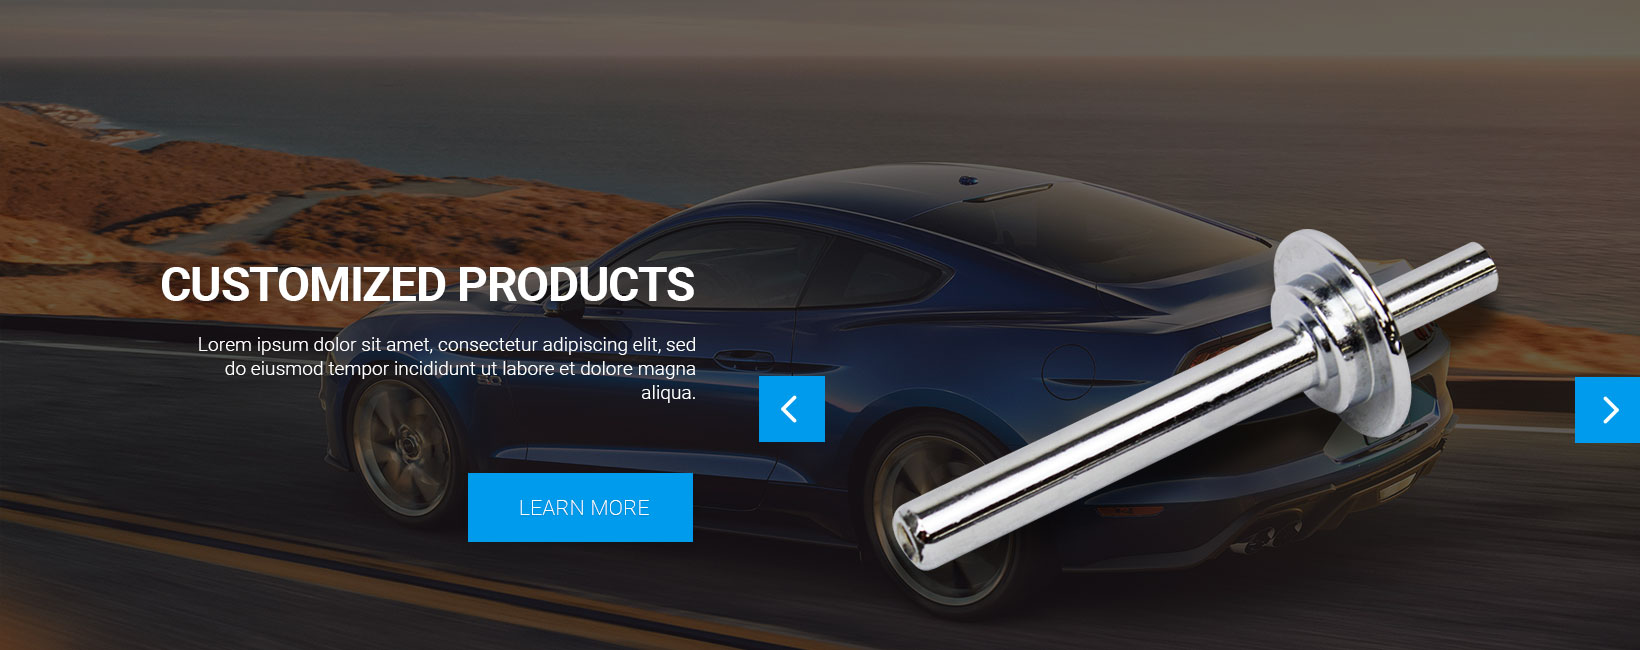 CUSTOMIZED PRODUCTS
Lorem ipsum dolor sit amet, consectetur adipiscing elit, sed
do eiusmod tempor incididunt ut labore et dolore magna
aliqua.
LEARN MORE